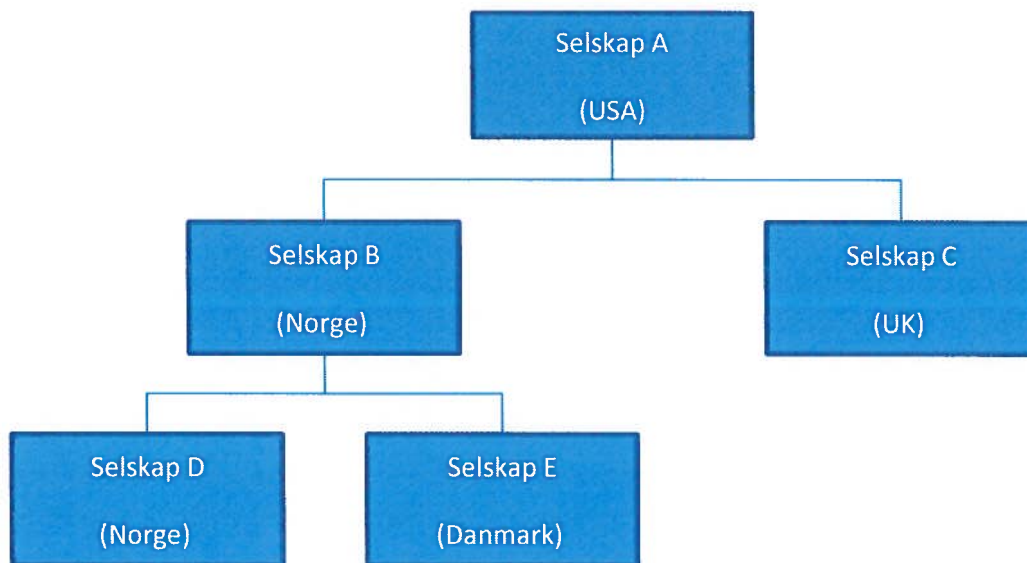 Selskap A
(USA)
Selskap B
(Norge)
Selskap C
(UK)
Selskap D
(Norge)
Selskap E
(Danmark)